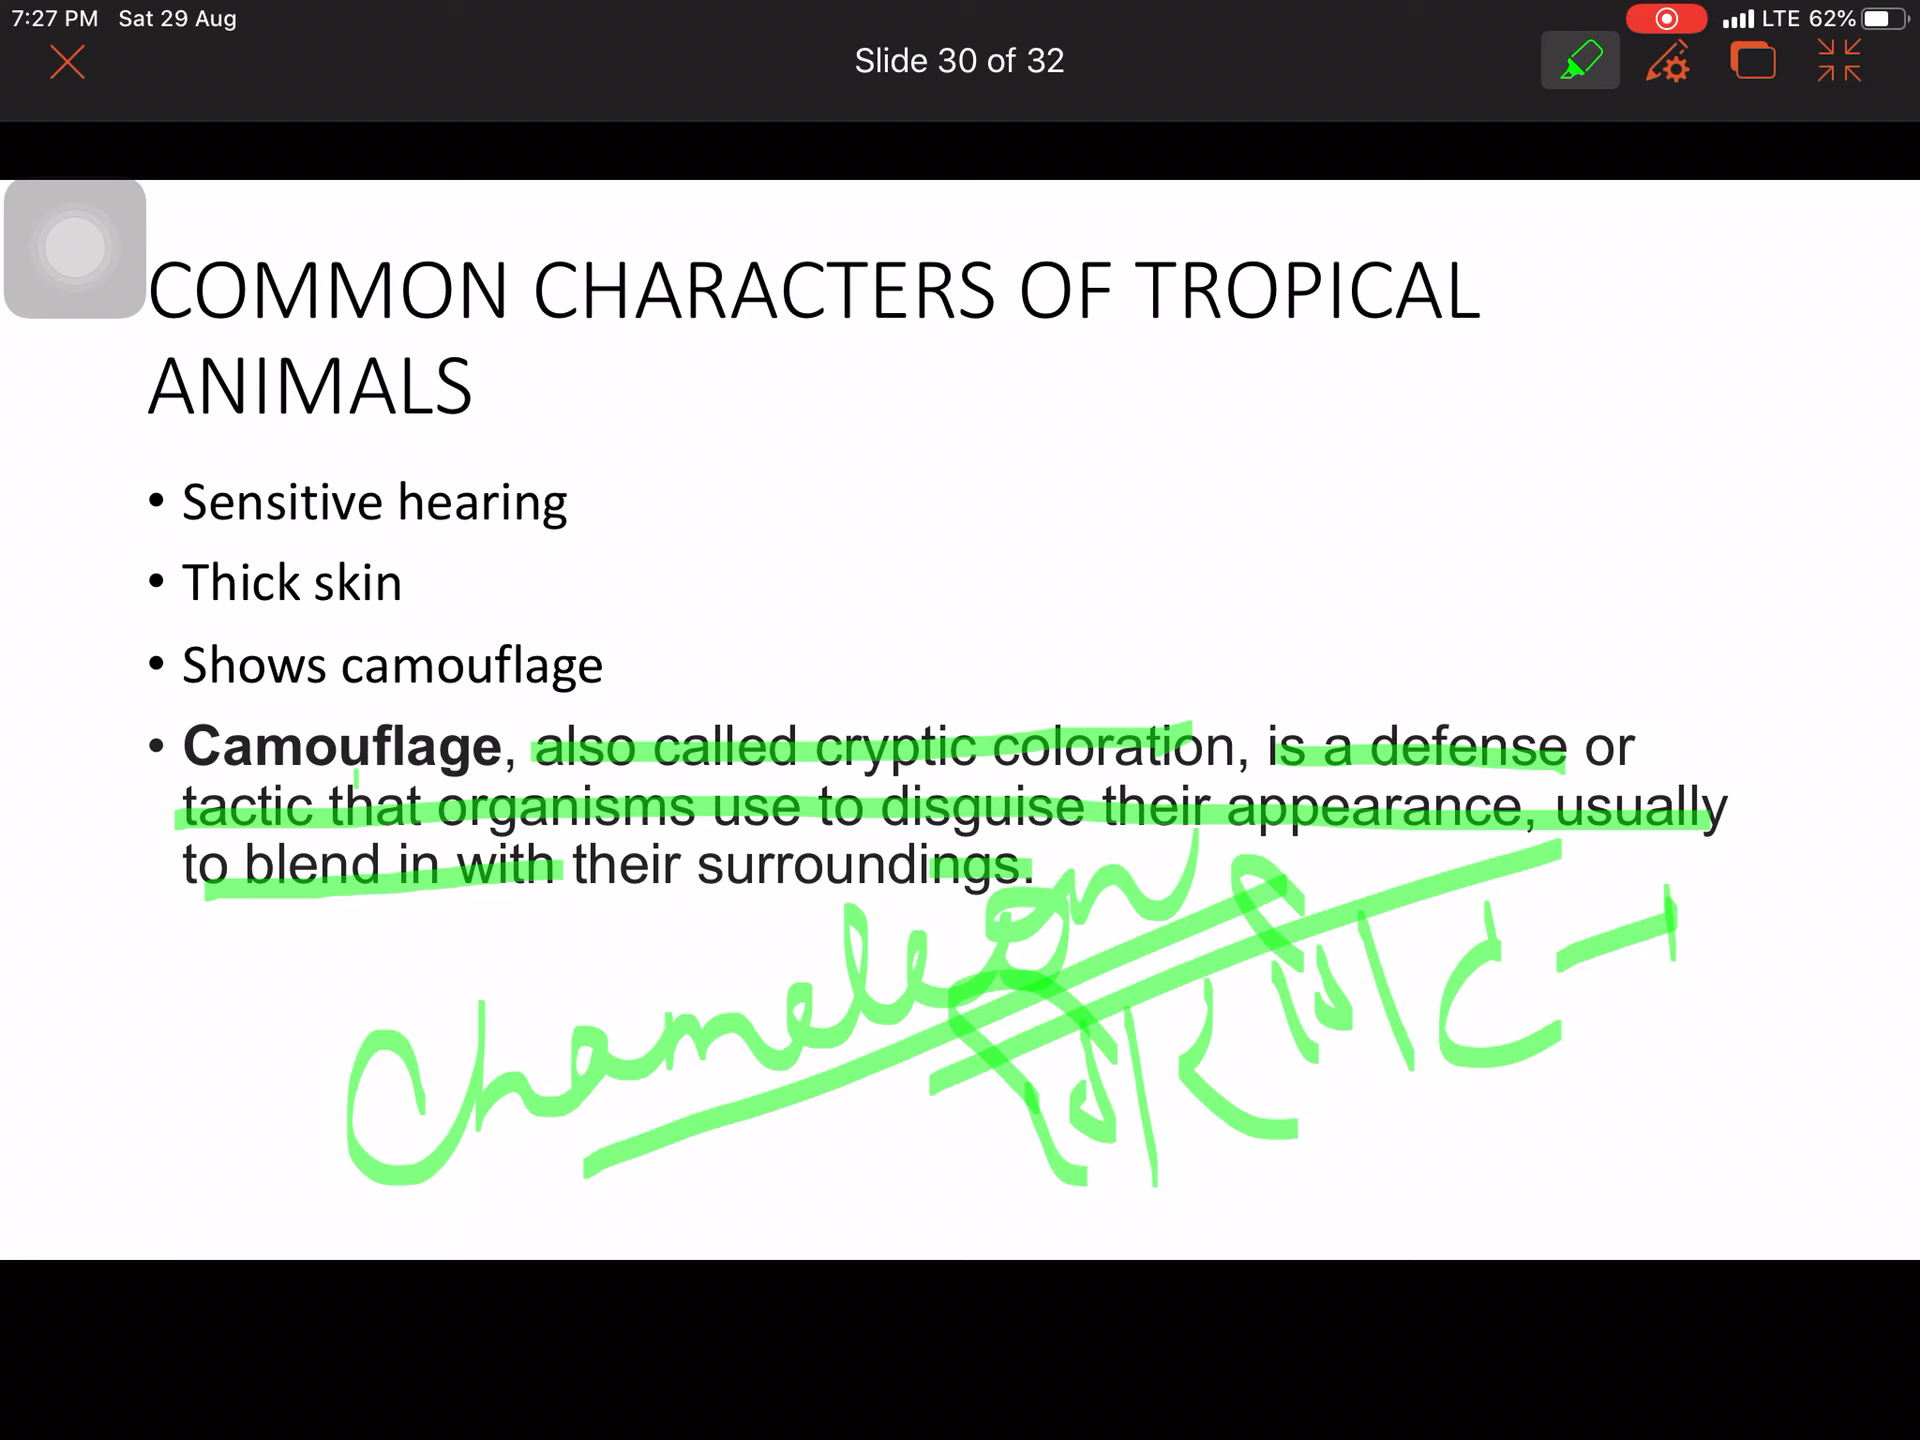 7:27 PM Sat 29 Aug LTE 62%
Slide 30 of 32
COMMON CHARACTERS OF TROPICAL
ANIMALS
• Sensitive hearing
• Thick skin
• Shows camouflage
• Camouflage, also called cryptic coloration, is a defense or
tactic that organisms use to disguise their appearance, usually
to blend in with their surroundings.
Chameleon